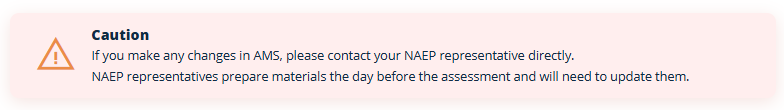 Caution
If you make any changes in AMS, please contact your NAEP representative directly.
NAEP representatives prepare materials the day before the assessment and will need to update them.